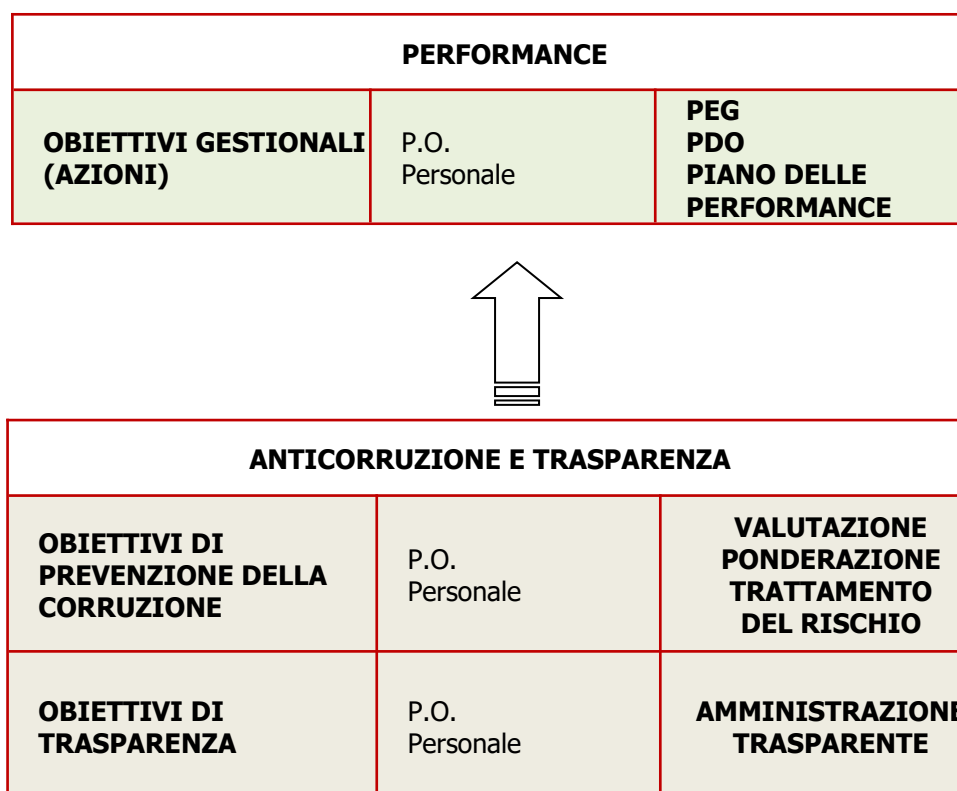 PERFORMANCE
OBIETTIVI GESTIONALI
(AZIONI)
P.O.
Personale
PEG
PDO
PIANO DELLE
PERFORMANCE
ANTICORRUZIONE E TRASPARENZA
OBIETTIVI DI
PREVENZIONE DELLA
CORRUZIONE
P.O.
Personale
VALUTAZIONE
PONDERAZIONE
TRATTAMENTO
DEL RISCHIO
OBIETTIVI DI
TRASPARENZA
P.O.
Personale
AMMINISTRAZIONE
TRASPARENTE